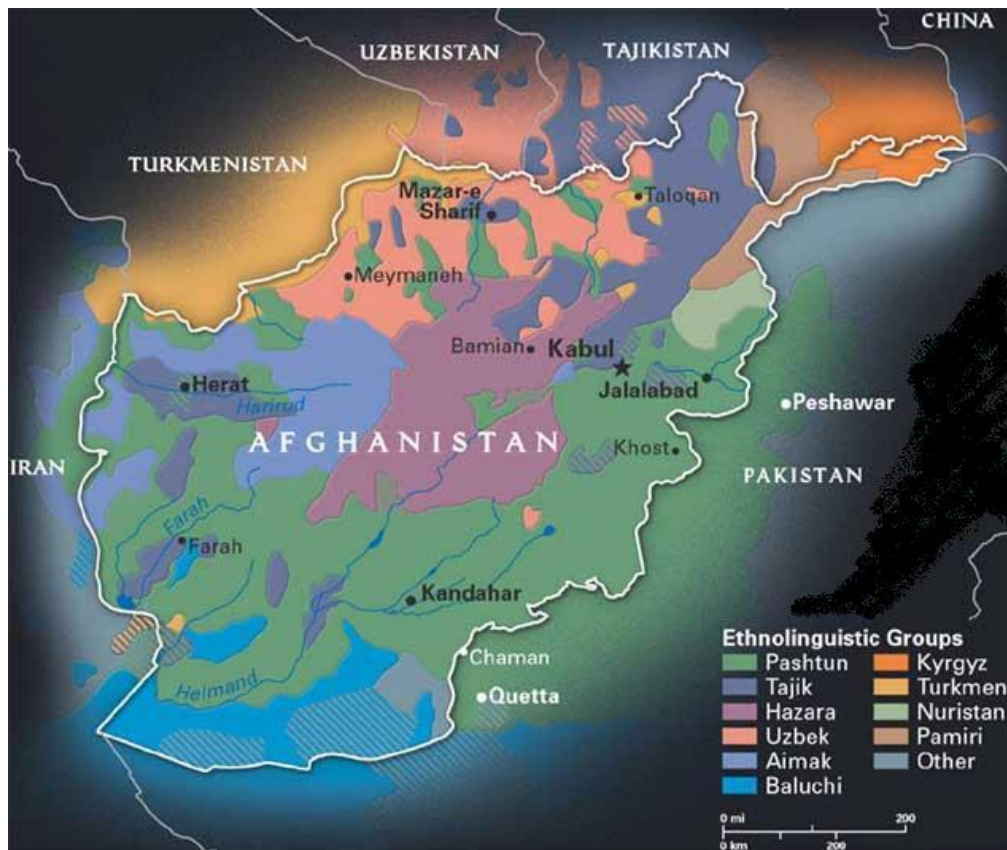 CHINA
UZBEKISTAN
TAJIKISTAN
TURKMENISTAN
Mazar-e
Sharif
Taloqan
Meymaneh
Bamian
Kabul
Herat
Harirud
Jalalabad
Peshawar
AFGHANISTAN
Khost
IRAN
PAKISTAN
Farah
Farah
Kandahar
Chaman
Helmand
Quetta
Ethnolinguistic Groups
Pashtun
Tajik
Hazara
Uzbek
Aimak
Baluchi
Kyrgyz
Turkmen
Nuristan
Pamiri
Other
0 mi 200
0 km 200